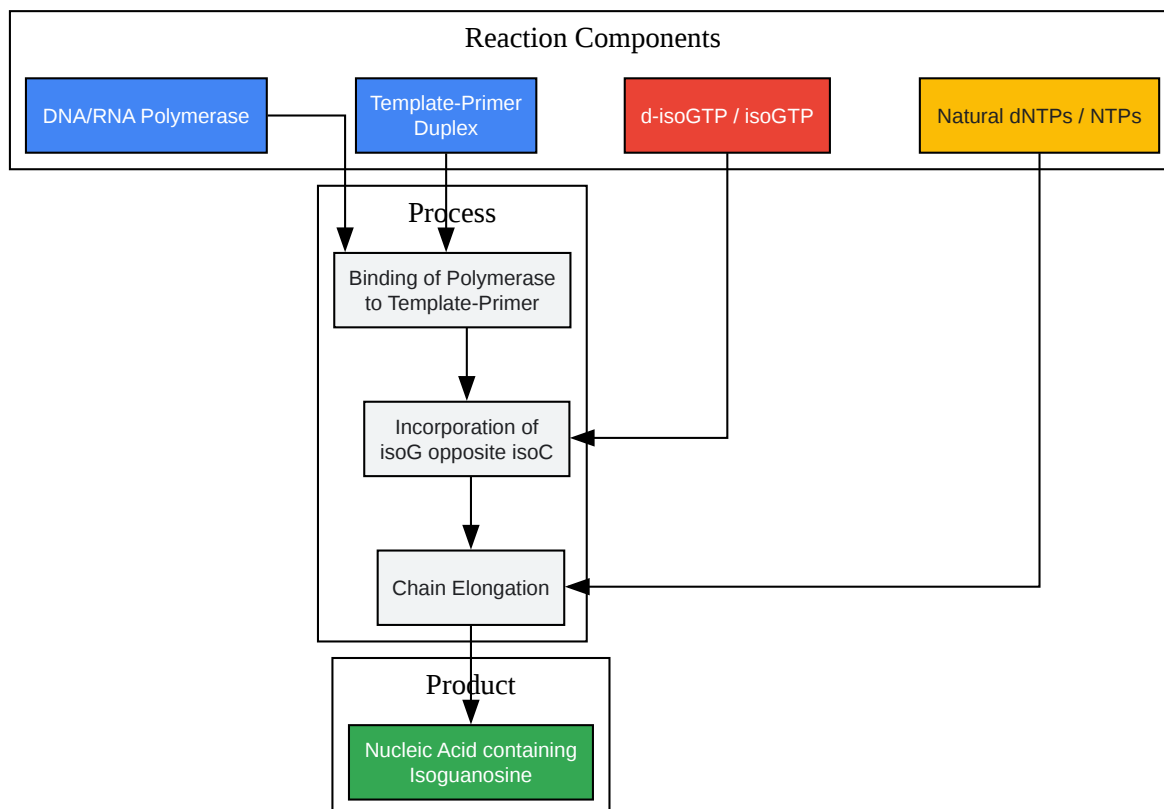 Reaction Components
DNA/RNA Polymerase
Template-Primer
Duplex
d-isoGTP / isoGTP
Natural dNTPs / NTPs
Process
Binding of Polymerase
to Template-Primer
Incorporation of
isoG opposite isoC
Chain Elongation
Product
Nucleic Acid containing
Isoguanosine